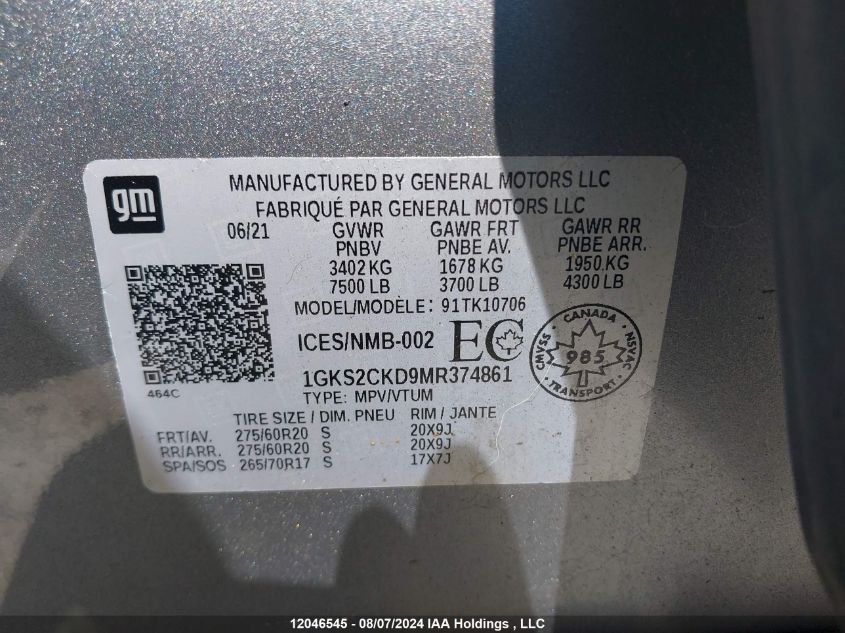 gm
MANUFACTURED BY GENERAL MOTORS LLC
FABRIQUÉ PAR GENERAL MOTORS LLC
06/21 GVWR GAWR FRT GAWR RR
PNBV PNBE AV. PNBE ARR.
3402 KG 1678 KG 1950 KG
7500 LB 3700 LB 4300 LB
MODEL/MODÈLE: 91TK10706
ICES/NMB-002 EC
CANADA
CMVSS 985 NSVAC
TRANSPORT
1GKS2CKD9MR374861
464C TYPE: MPV/VTUM
TIRE SIZE / DIM. PNEU RIM / JANTE
FRT/AV. 275/60R20 S 20X9J
RR/ARR. 275/60R20 S 20X9J
SPA/SOS 265/70R17 S 17X7J
12046545 - 08/07/2024 IAA Holdings , LLC